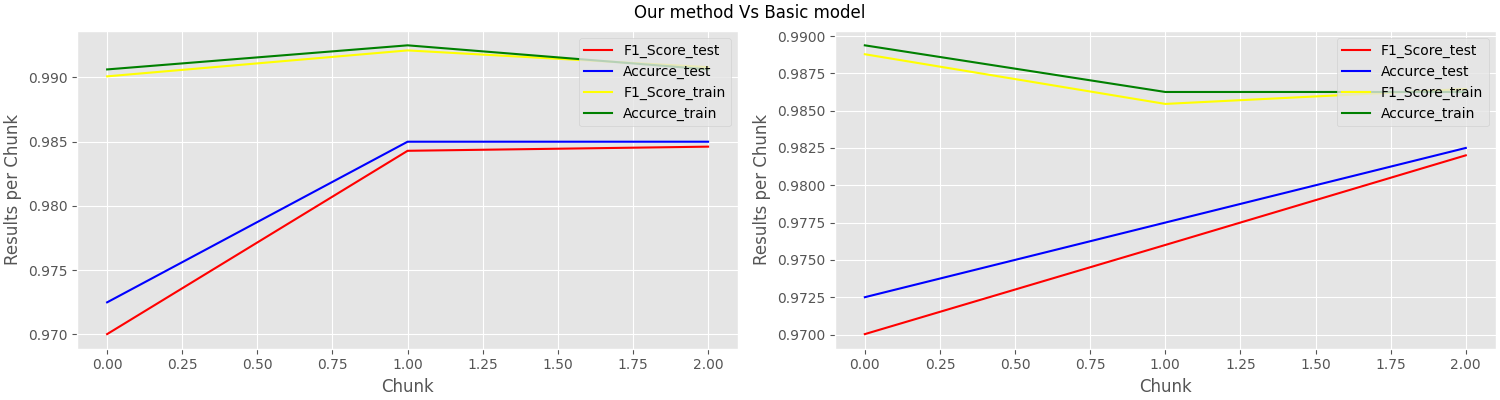 Our method Vs Basic model
Results per Chunk
0.990
0.985
0.980
0.975
0.970
0.00 0.25 0.50 0.75 1.00 1.25 1.50 1.75 2.00
Chunk
F1_Score_test
Accurce_test
F1_Score_train
Accurce_train
Results per Chunk
0.9900
0.9875
0.9850
0.9825
0.9800
0.9775
0.9750
0.9725
0.9700
0.00 0.25 0.50 0.75 1.00 1.25 1.50 1.75 2.00
Chunk
F1_Score_test
Accurce_test
F1_Score_train
Accurce_train